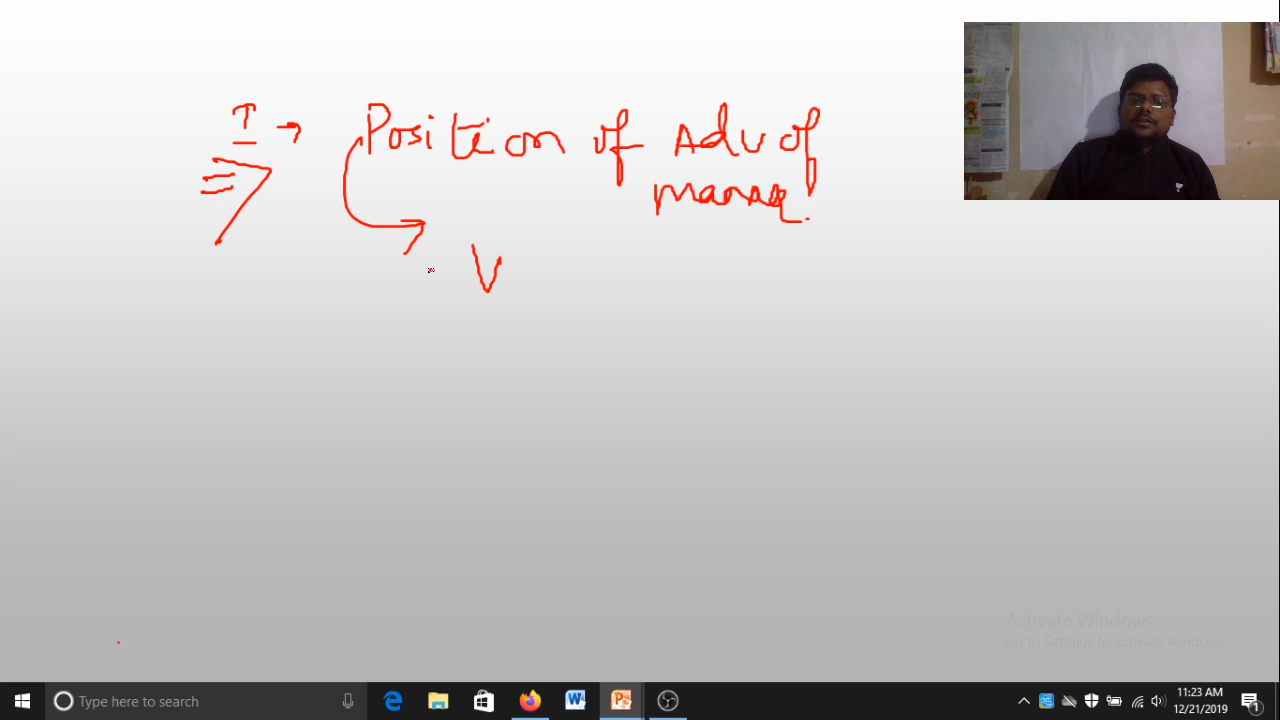 I → Position of Adv of
manag.
V
Activate Windows
Go to Settings to activate Windows.
Type here to search
11:23 AM
12/21/2019